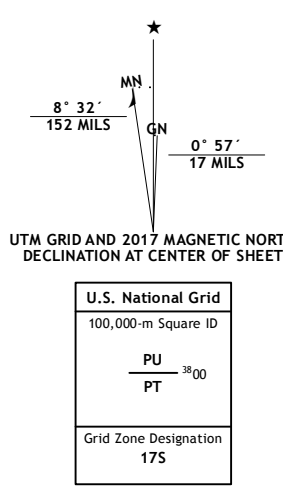 ★
MN
8° 32´
152 MILS
GN
0° 57´
17 MILS
UTM GRID AND 2017 MAGNETIC NORT
DECLINATION AT CENTER OF SHEET
U.S. National Grid
100,000-m Square ID
PU
3800
PT
Grid Zone Designation
17S